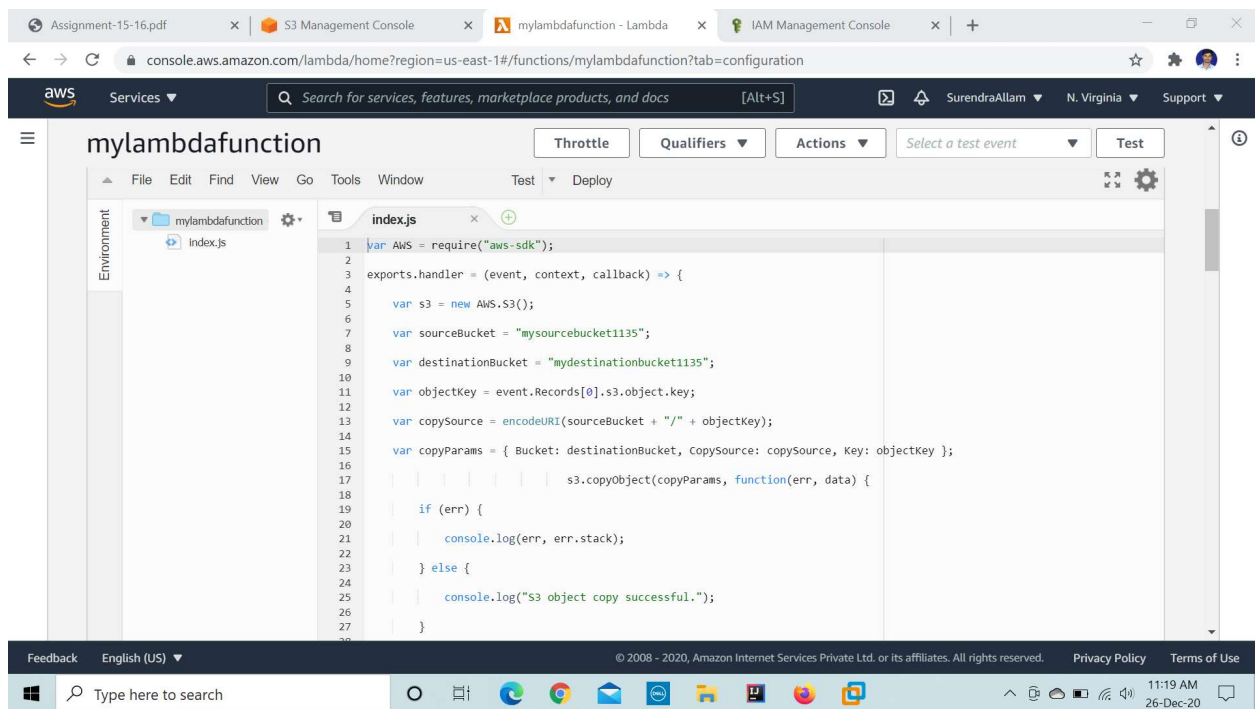 Assignment-15-16.pdf
S3 Management Console
mylambdafunction - Lambda
IAM Management Console
console.aws.amazon.com/lambda/home?region=us-east-1#/functions/mylambdafunction?tab=configuration
aws
Services
Search for services, features, marketplace products, and docs
[Alt+S]
SurendraAllam
N. Virginia
Support
mylambdafunction
Throttle
Qualifiers
Actions
Select a test event
Test
File Edit Find View Go Tools Window Test Deploy
Environment
mylambdafunction
index.js
index.js
1 var AWS = require("aws-sdk");
2
3 exports.handler = (event, context, callback) => {
4
5 var s3 = new AWS.S3();
6
7 var sourceBucket = "mysourcebucket1135";
8
9 var destinationBucket = "mydestinationbucket1135";
10
11 var objectKey = event.Records[0].s3.object.key;
12
13 var copySource = encodeURI(sourceBucket + "/" + objectKey);
14
15 var copyParams = { Bucket: destinationBucket, CopySource: copySource, Key: objectKey };
16
17 s3.copyObject(copyParams, function(err, data) {
18
19 if (err) {
20
21 console.log(err, err.stack);
22
23 } else {
24
25 console.log("S3 object copy successful.");
26
27 }
Feedback
English (US)
© 2008 - 2020, Amazon Internet Services Private Ltd. or its affiliates. All rights reserved.
Privacy Policy
Terms of Use
Type here to search
DELL
11:19 AM
26-Dec-20